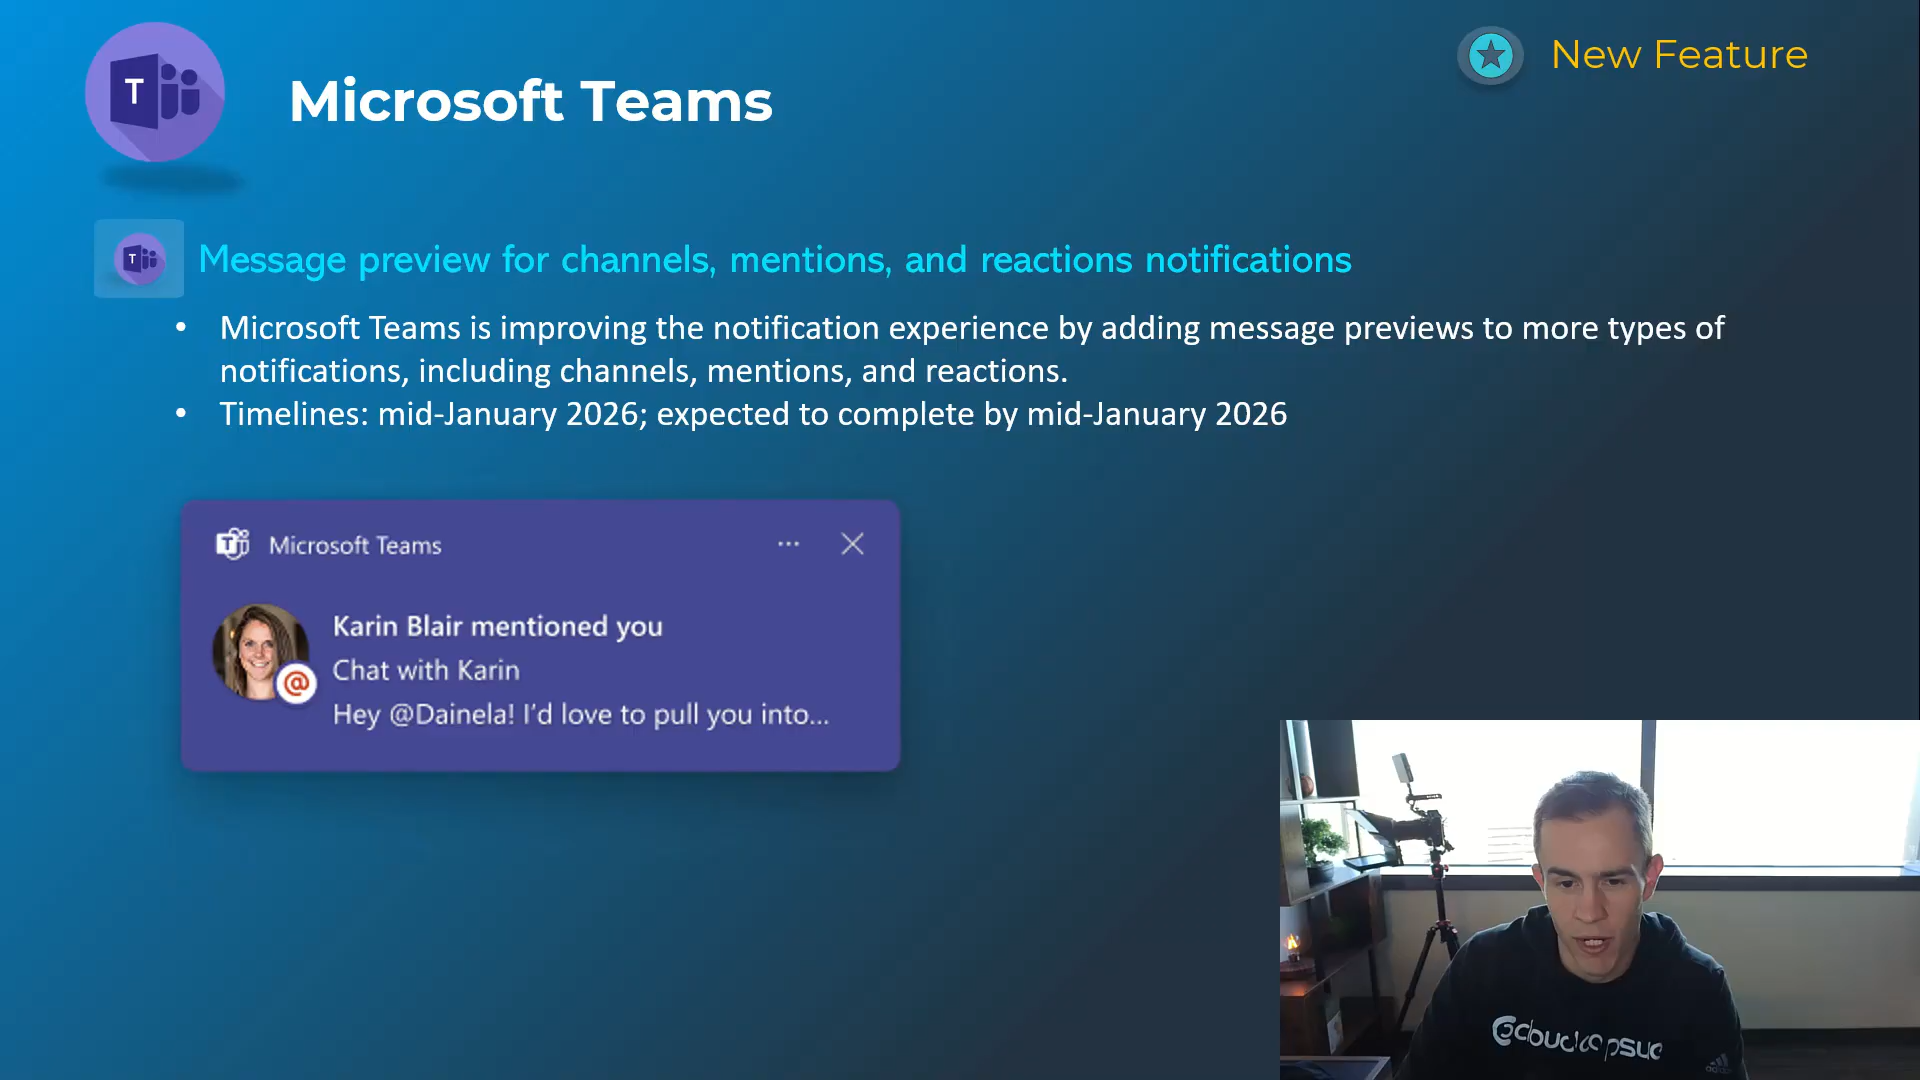 T
Microsoft Teams
New Feature
T
Message preview for channels, mentions, and reactions notifications
• Microsoft Teams is improving the notification experience by adding message previews to more types of
notifications, including channels, mentions, and reactions.
• Timelines: mid-January 2026; expected to complete by mid-January 2026
T
Microsoft Teams
Karin Blair mentioned you
@
Chat with Karin
Hey @Dainela! I'd love to pull you into...